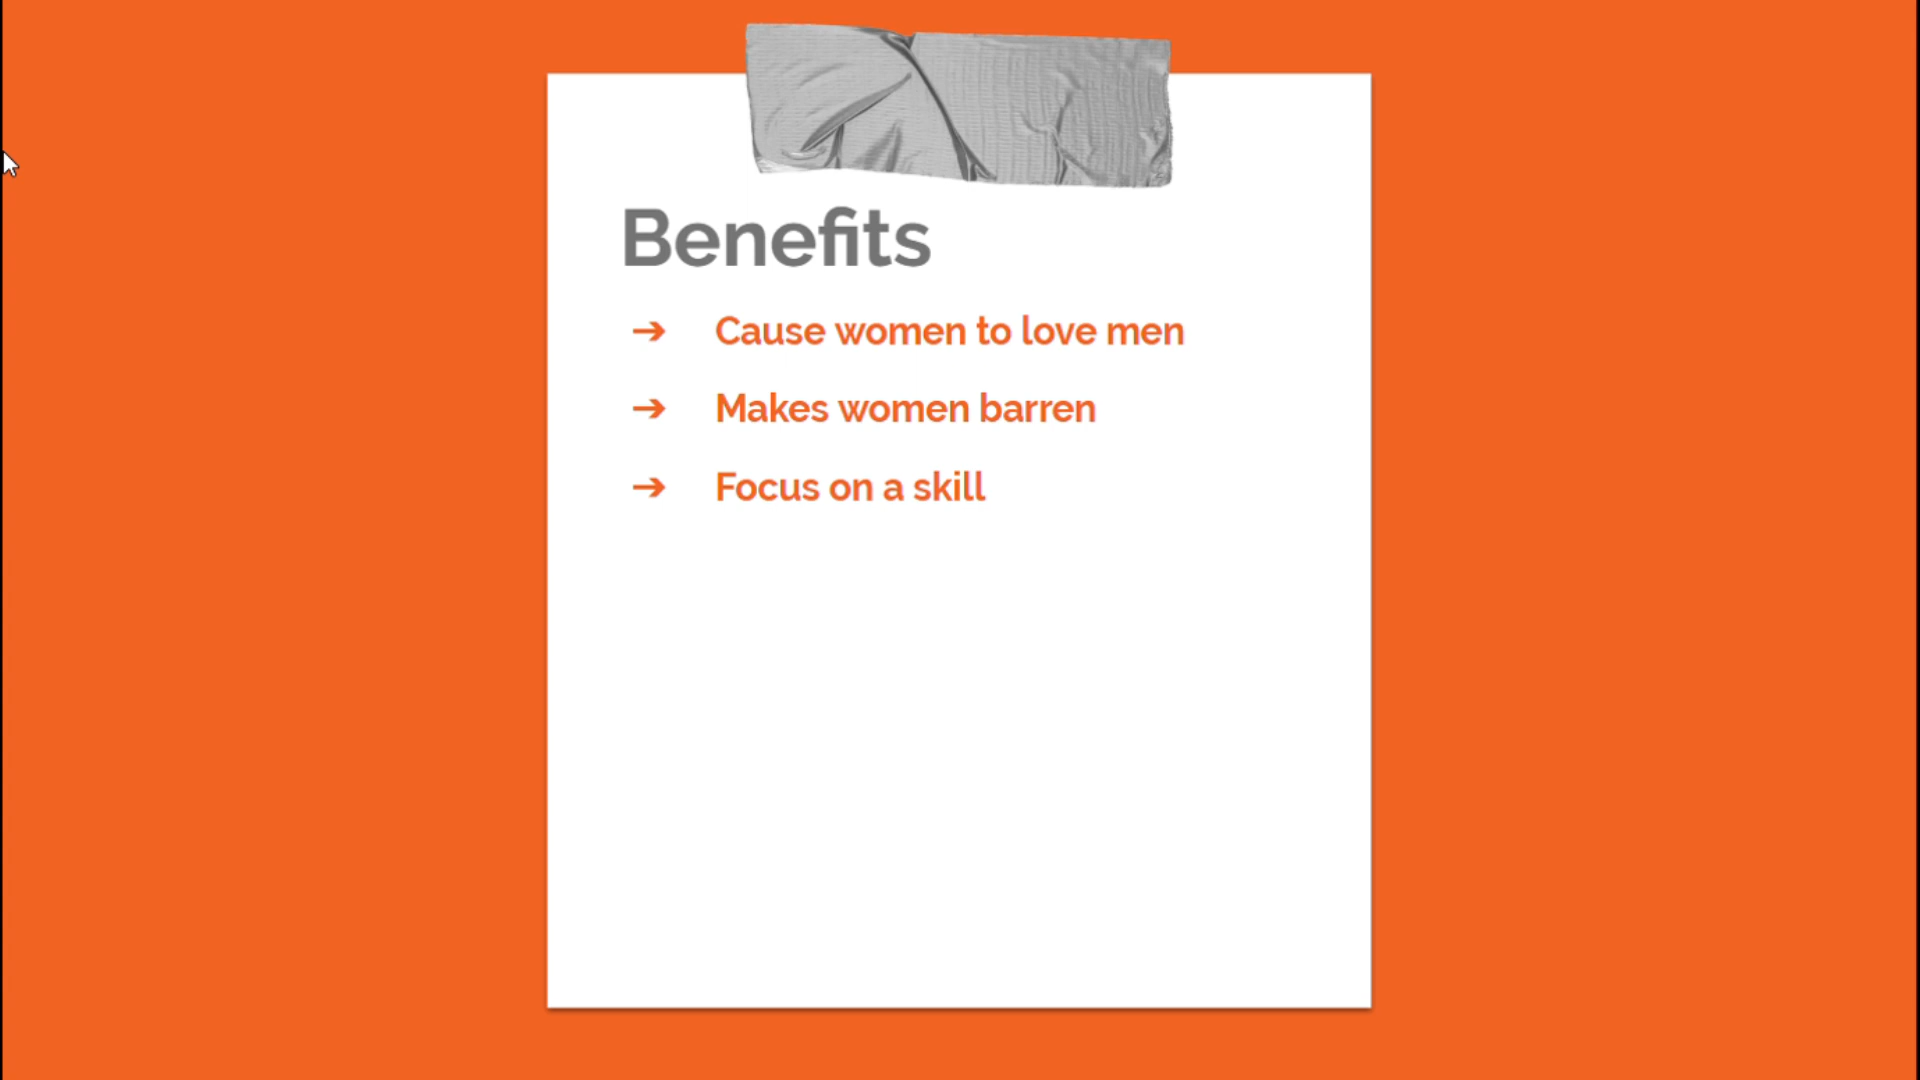 Benefits
➔ Cause women to love men
➔ Makes women barren
➔ Focus on a skill